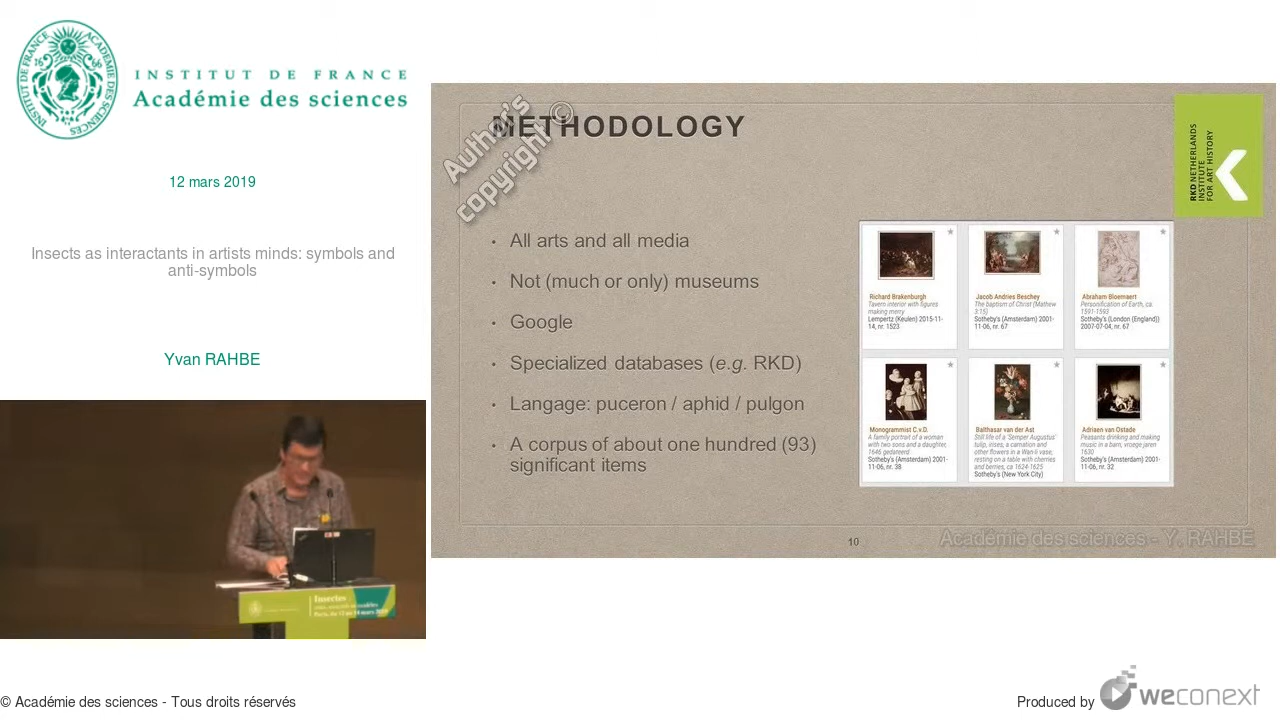 INSTITUT DE FRANCE
Académie des sciences
INSTITUT DE FRANCE
ACADÉMIE DES SCIENCES
1666
12 mars 2019
Insects as interactants in artists minds: symbols and
anti-symbols
Yvan RAHBE
Insectes
© Académie des sciences - Tous droits réservés
METHODOLOGY
Author's
copyright ©
RKD NETHERLANDS
INSTITUTE
FOR ART HISTORY
• All arts and all media
• Not (much or only) museums
• Google
• Specialized databases (e.g. RKD)
• Langage: puceron / aphid / pulgon
• A corpus of about one hundred (93)
significant items
Richard Brakenburgh
Tavern interior with figures
making merry
Lempertz (Keulen) 2015-11-
14, nr. 1523
Jacob Andries Beschey
The baptism of Christ (Mathew
3:15)
Sotheby's (Amsterdam) 2001-
11-06, nr. 67
Abraham Bloemaert
Personification of Earth, ca.
1591-1593
Sotheby's (London (England))
2007-07-04, nr. 67
Monogrammist C.v.D.
A family portrait of a woman
with two sons and a daughter,
1646 gedateerd
Sotheby's (Amsterdam) 2001-
11-06, nr. 38
Balthasar van der Ast
Still life of a 'Semper Augustus'
tulip, irises, a carnation and
other flowers in a Wan-li vase,
resting on a table with cherries
and berries, ca 1624-1625
Sotheby's (New York City)
Adriaen van Ostade
Peasants drinking and making
music in a barn, vroege jaren
1630
Sotheby's (Amsterdam) 2001-
11-06, nr. 32
10
Académie des sciences - Y. RAHBE
Produced by weconext